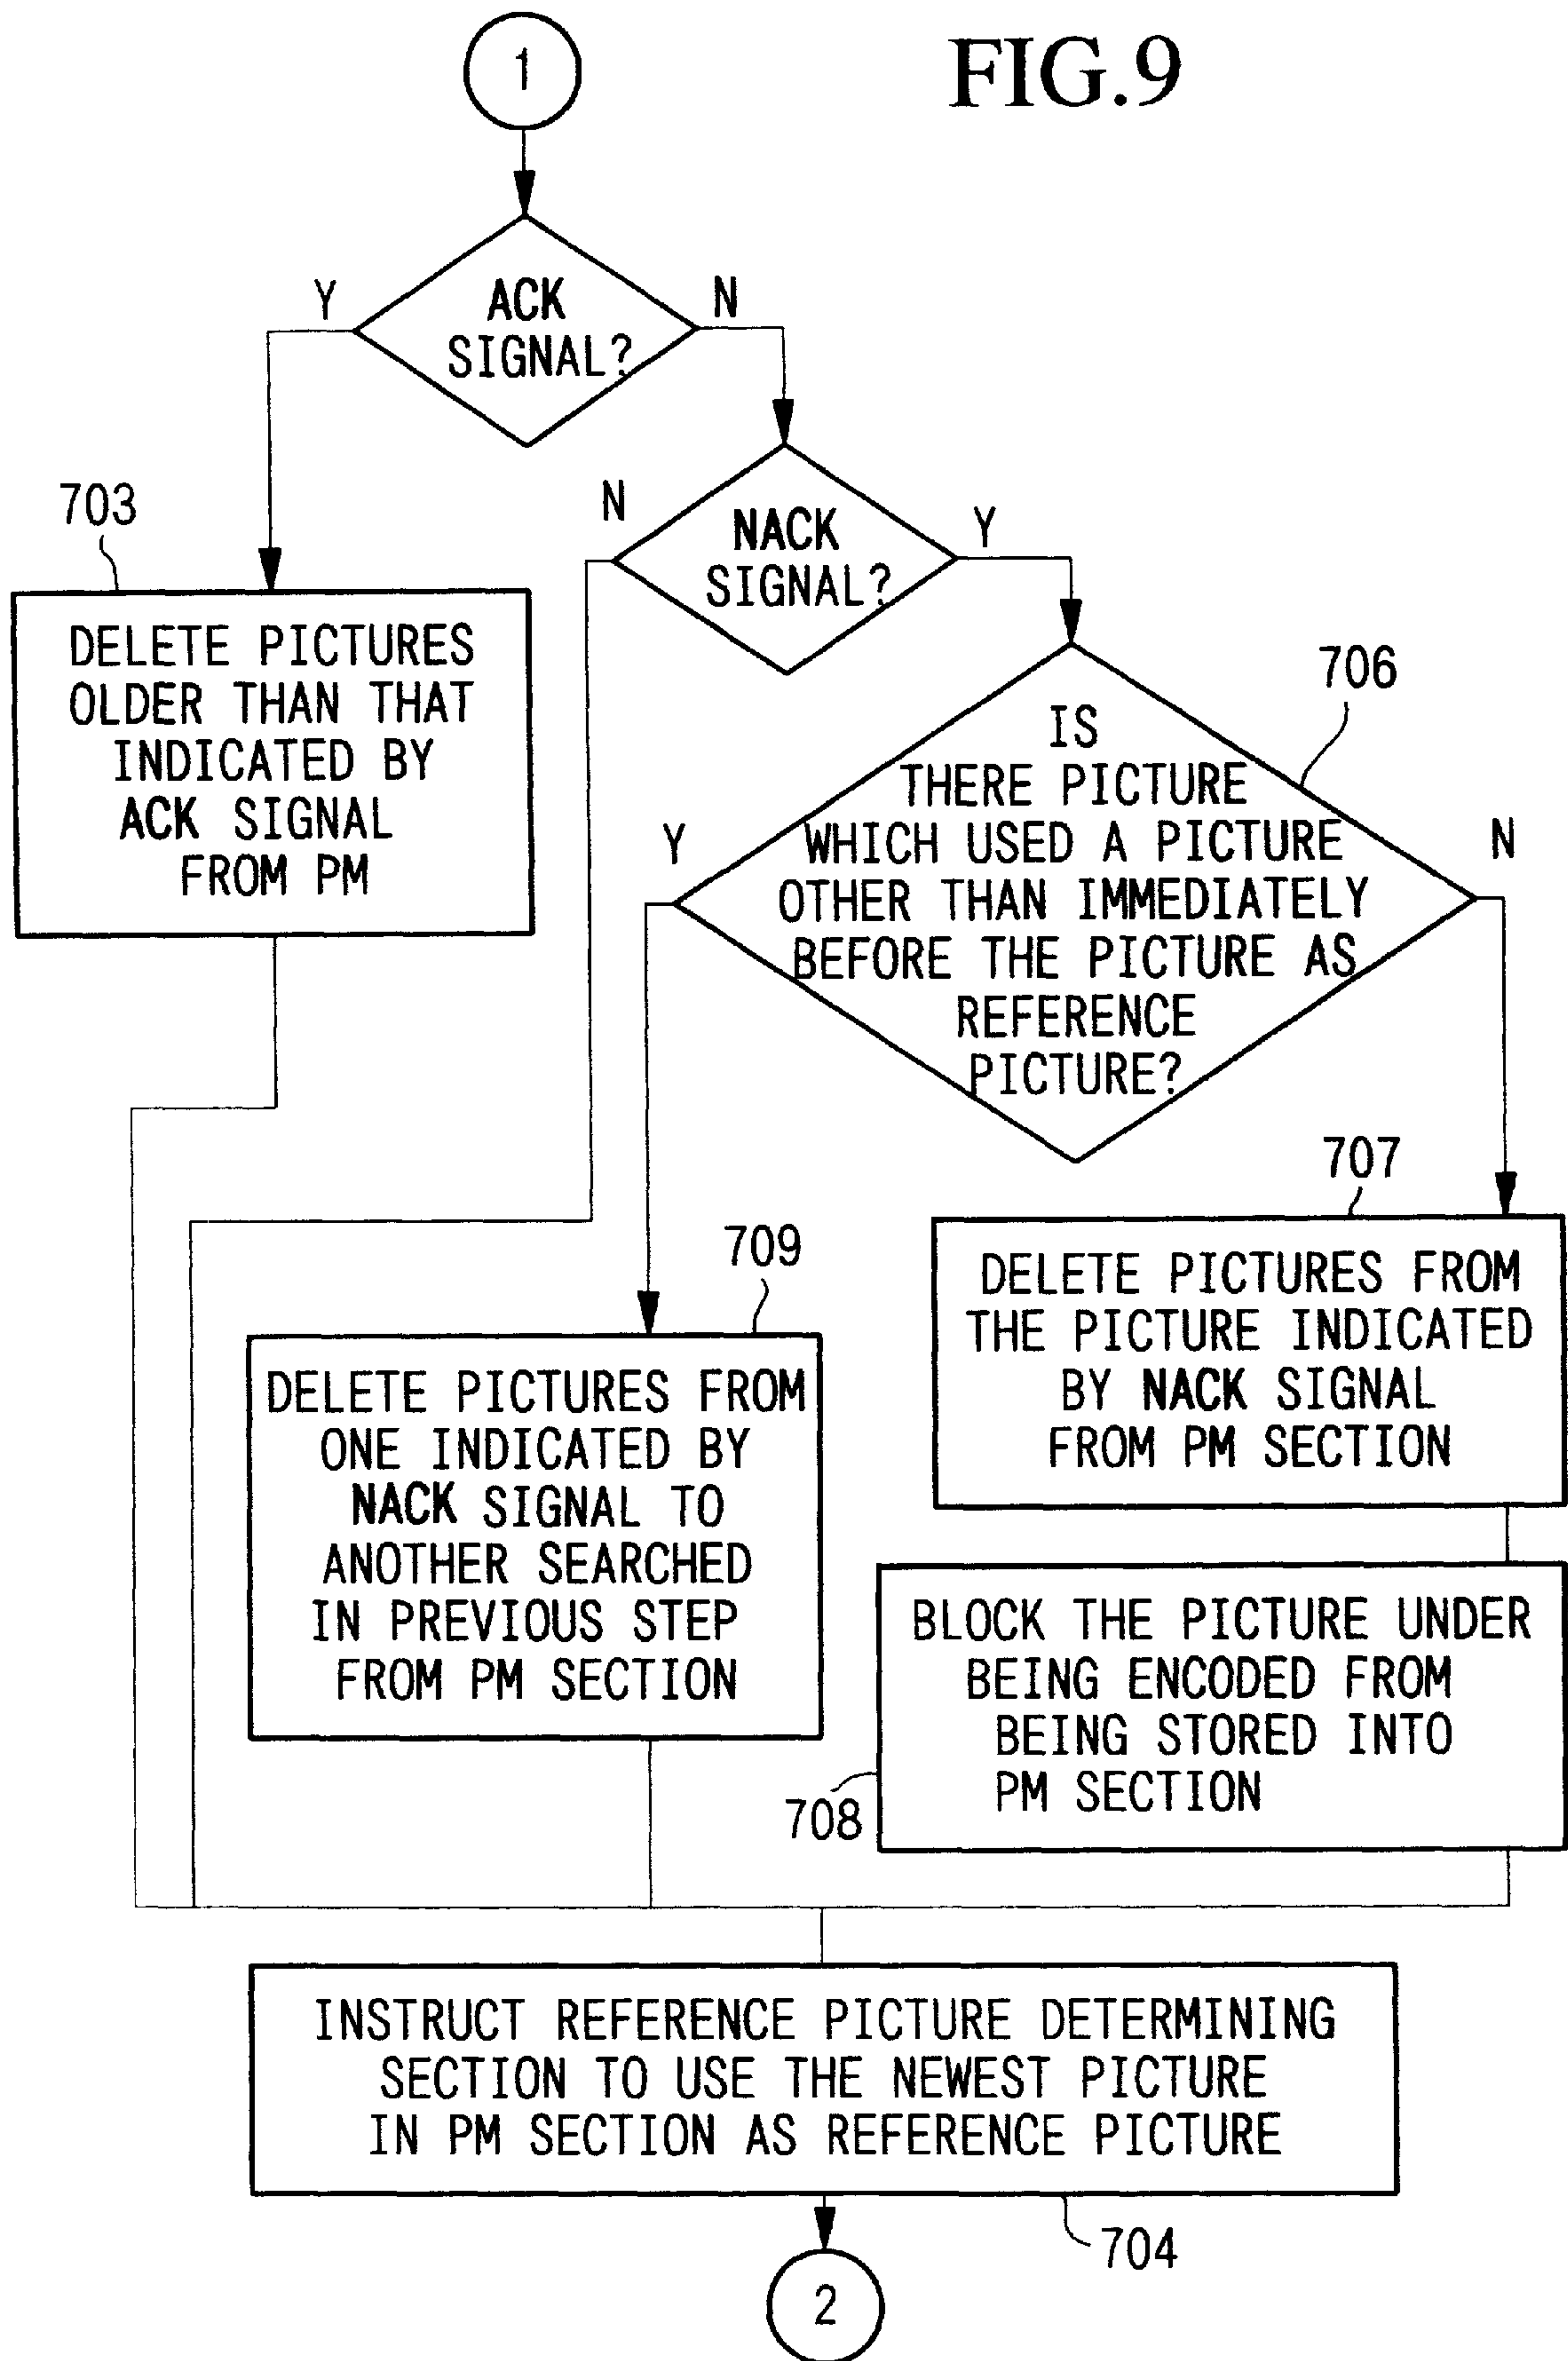 FIG.9
1
ACK
SIGNAL?
Y
N
NACK
SIGNAL?
N
Y
703
DELETE PICTURES
OLDER THAN THAT
INDICATED BY
ACK SIGNAL
FROM PM
706
IS
THERE PICTURE
WHICH USED A PICTURE
OTHER THAN IMMEDIATELY
BEFORE THE PICTURE AS
REFERENCE
PICTURE?
Y
N
709
DELETE PICTURES FROM
ONE INDICATED BY
NACK SIGNAL TO
ANOTHER SEARCHED
IN PREVIOUS STEP
FROM PM SECTION
707
DELETE PICTURES FROM
THE PICTURE INDICATED
BY NACK SIGNAL
FROM PM SECTION
BLOCK THE PICTURE UNDER
BEING ENCODED FROM
BEING STORED INTO
PM SECTION
708
INSTRUCT REFERENCE PICTURE DETERMINING
SECTION TO USE THE NEWEST PICTURE
IN PM SECTION AS REFERENCE PICTURE
704
2